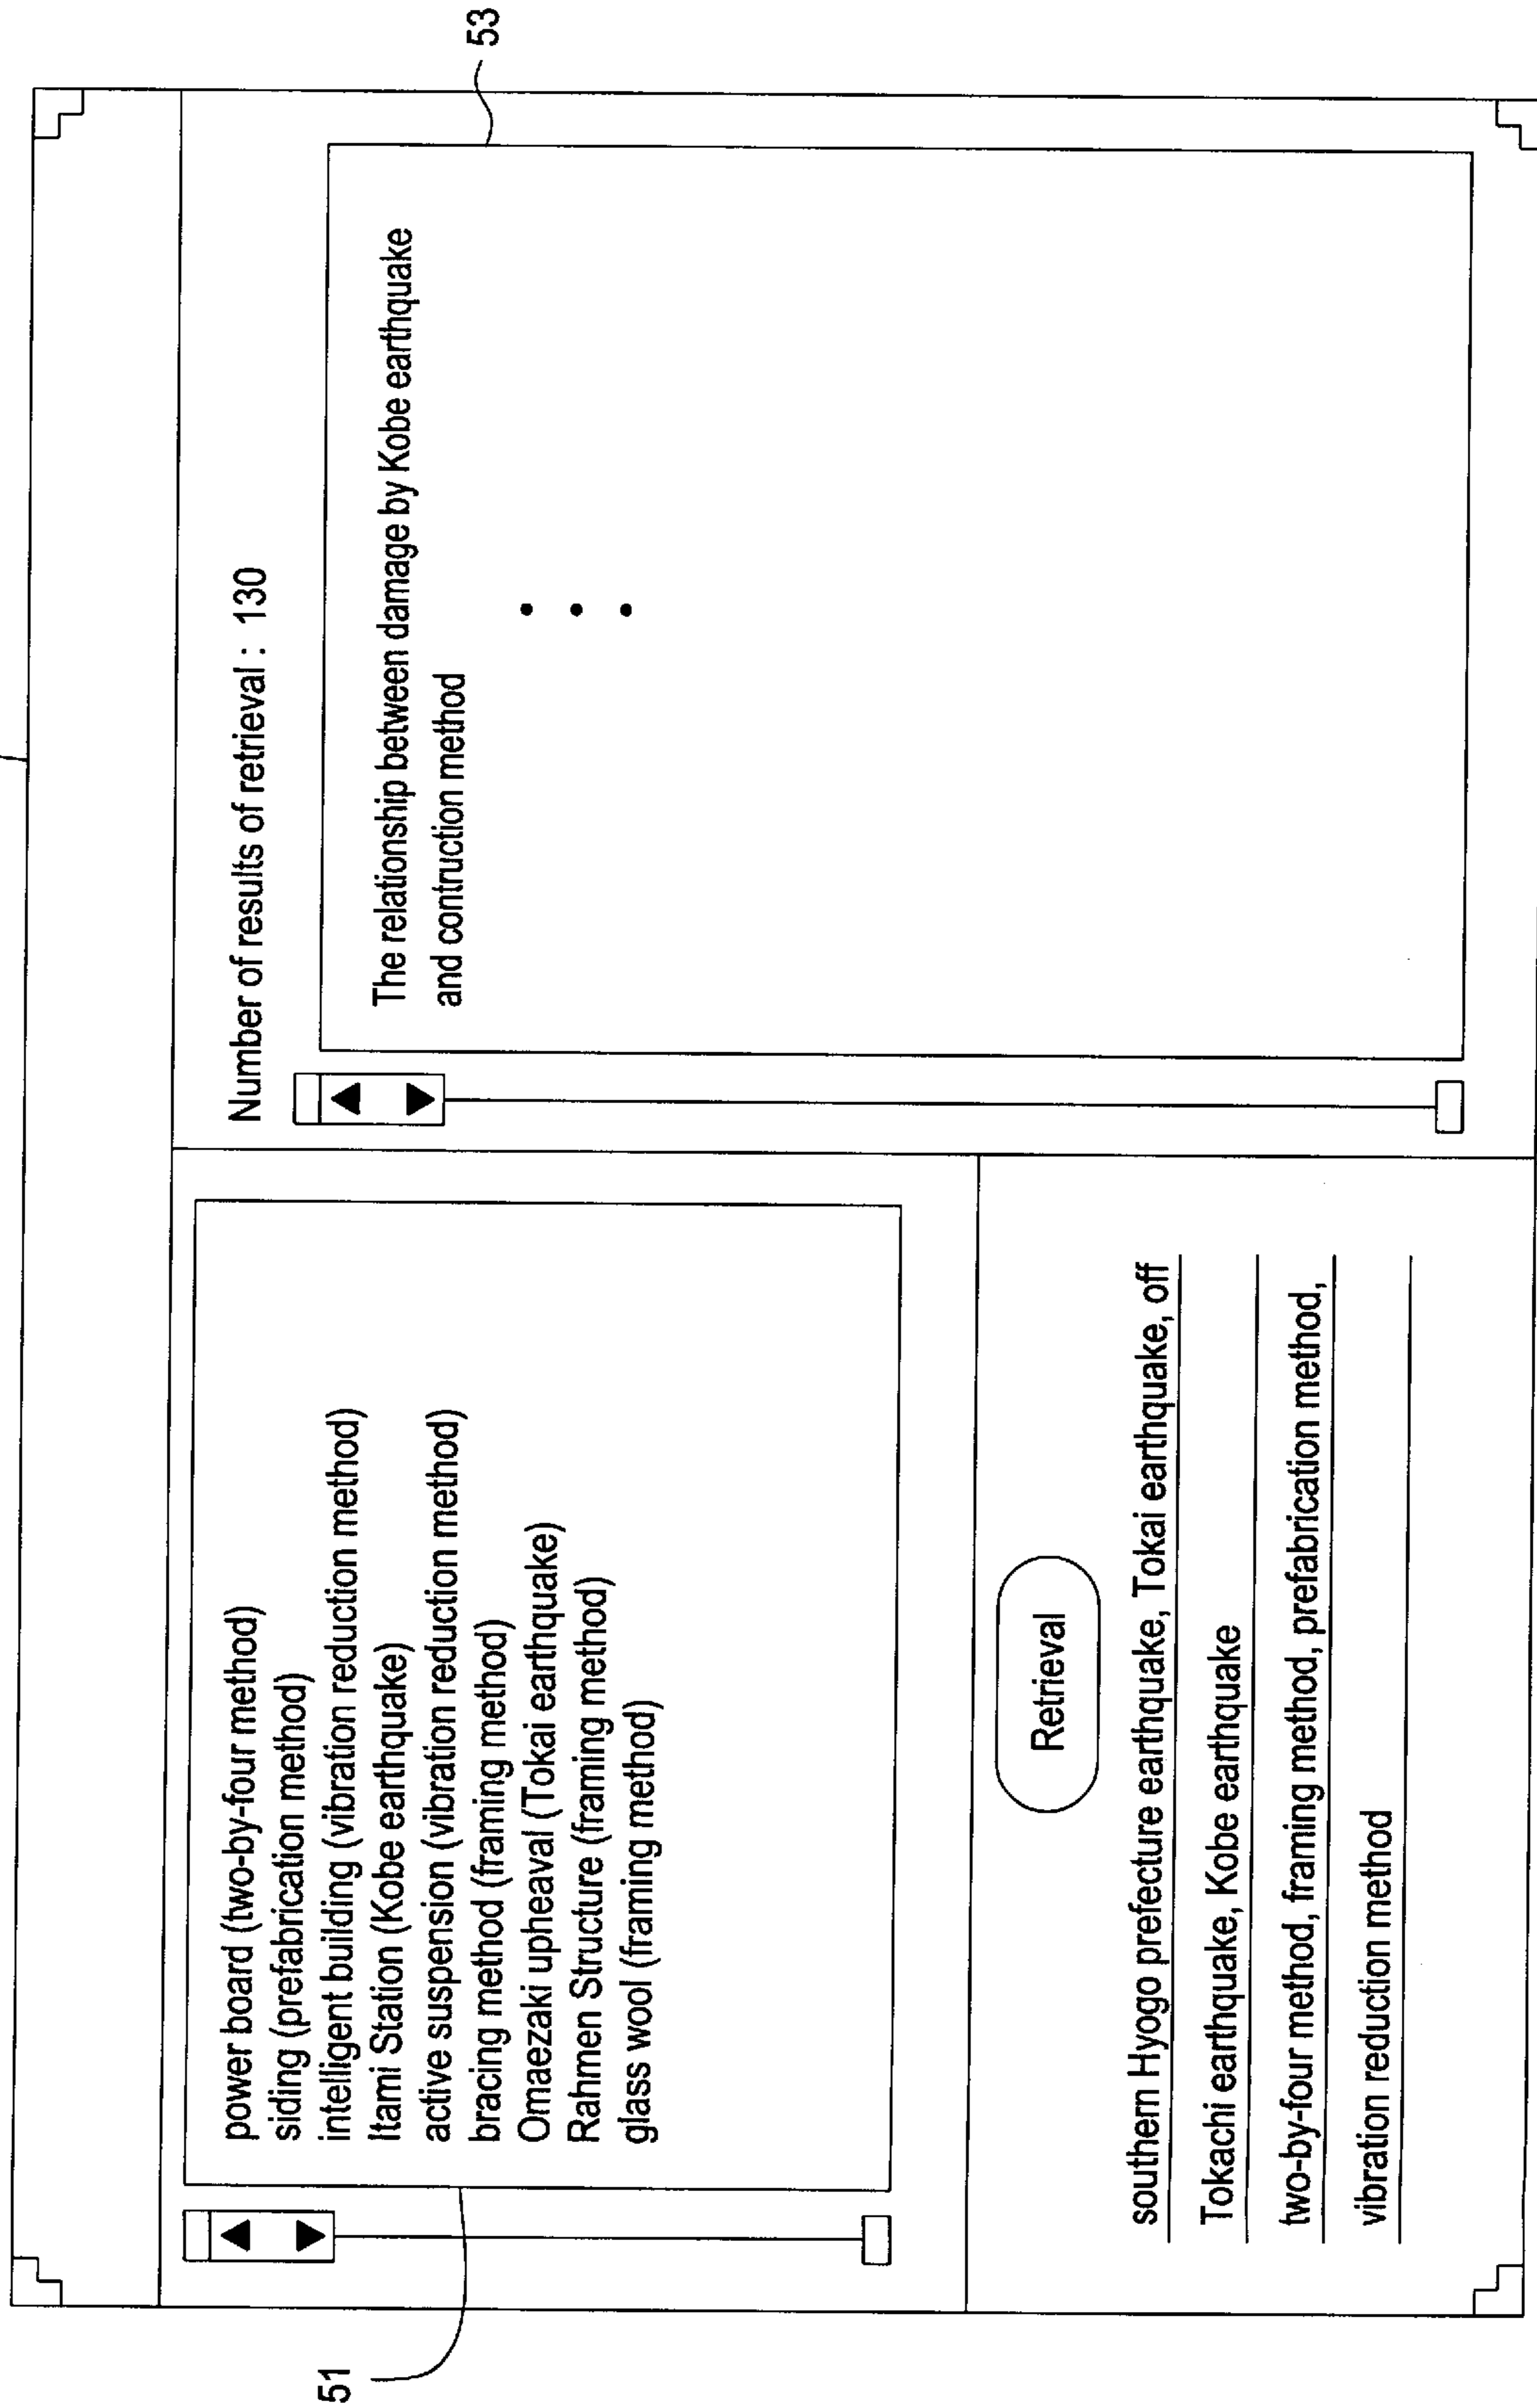 53
Number of results of retrieval : 130
The relationship between damage by Kobe earthquake
and contruction method
51
power board (two-by-four method)
siding (prefabrication method)
intelligent building (vibration reduction method)
Itami Station (Kobe earthquake)
active suspension (vibration reduction method)
bracing method (framing method)
Omaezaki upheaval (Tokai earthquake)
Rahmen Structure (framing method)
glass wool (framing method)
Retrieval
southern Hyogo prefecture earthquake, Tokai earthquake, off
Tokachi earthquake, Kobe earthquake
two-by-four method, framing method, prefabrication method,
vibration reduction method